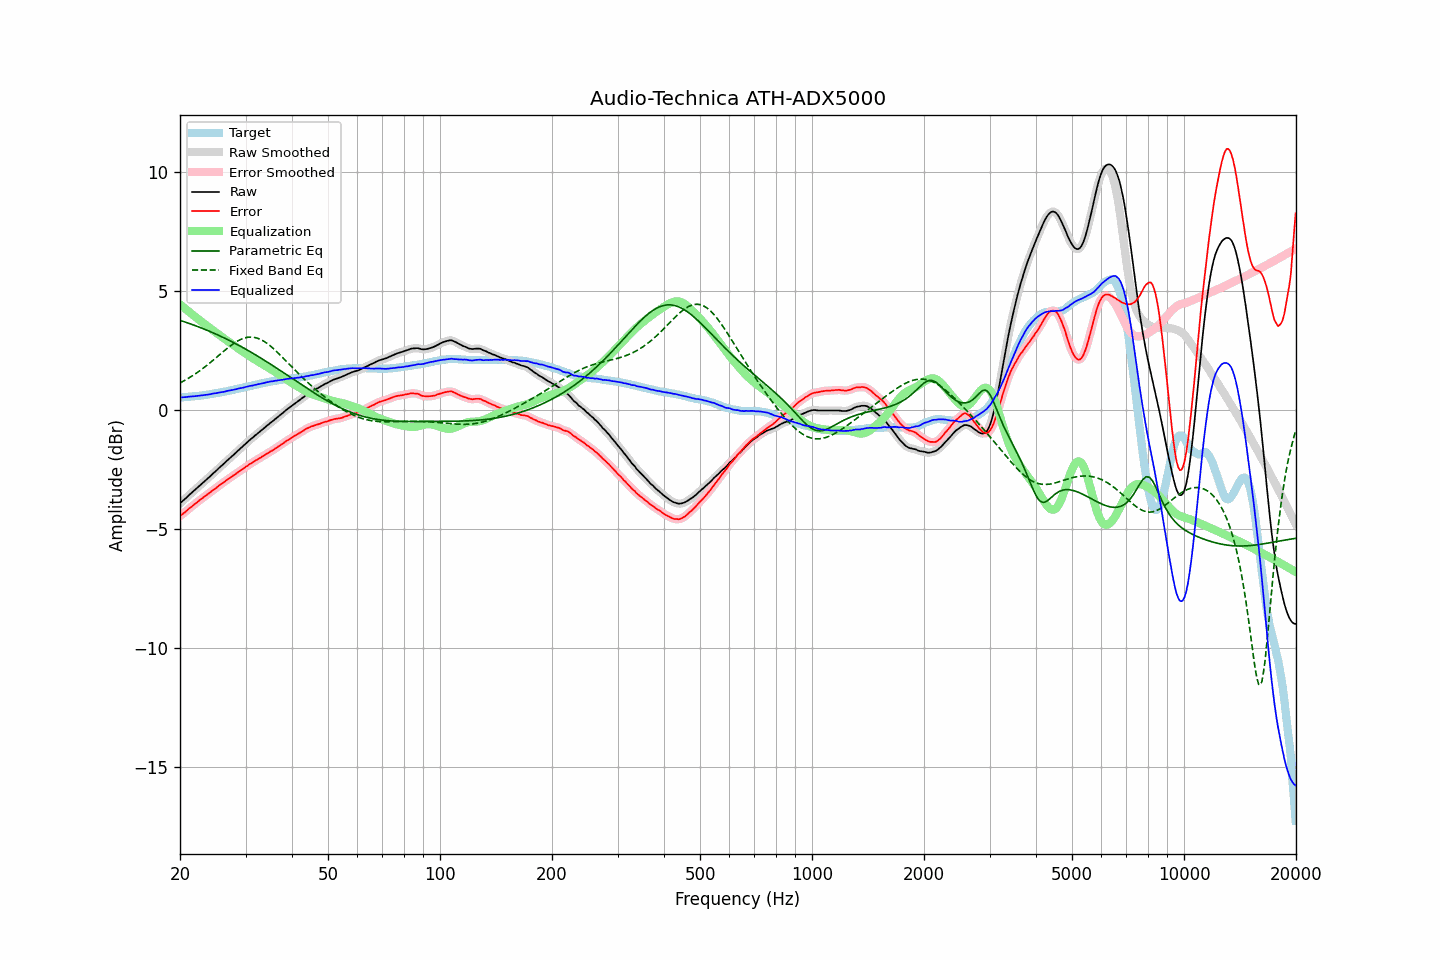 Audio-Technica ATH-ADX5000
Target
Raw Smoothed
Error Smoothed
Raw
Error
Equalization
Parametric Eq
Fixed Band Eq
Equalized
10
5
0
−5
−10
−15
Amplitude (dBr)
20
50
100
200
500
1000
2000
5000
10000
20000
Frequency (Hz)